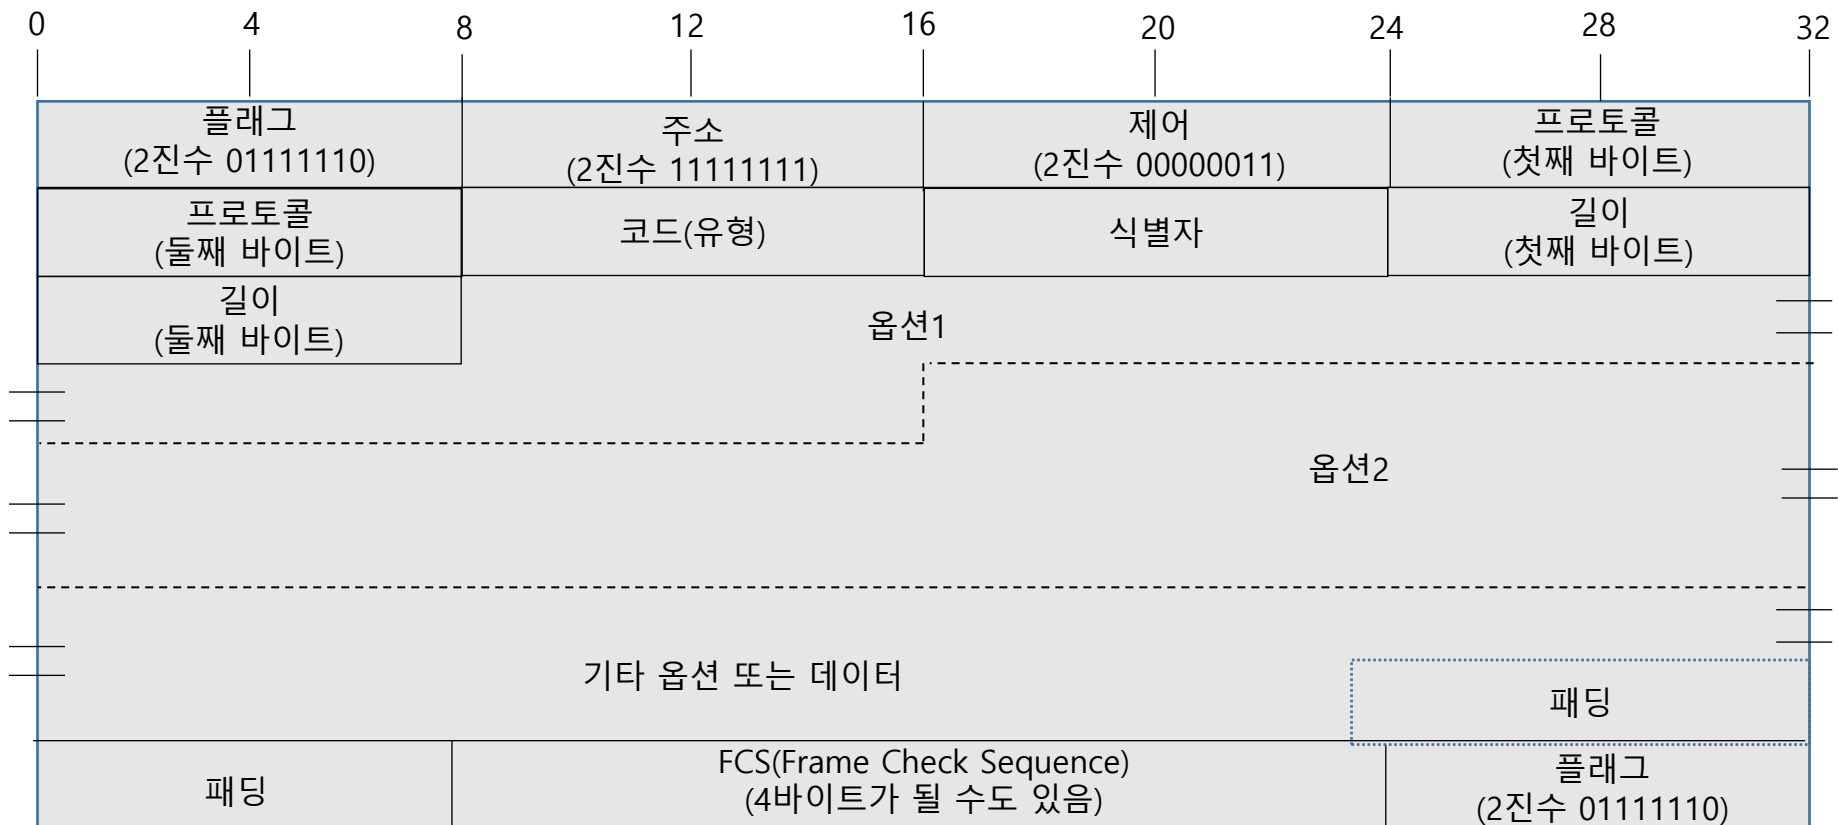 0 4 8 12 16 20 24 28 32
플래그
(2진수 01111110)
주소
(2진수 11111111)
제어
(2진수 00000011)
프로토콜
(첫째 바이트)
프로토콜
(둘째 바이트)
코드(유형)
식별자
길이
(첫째 바이트)
길이
(둘째 바이트)
옵션1
옵션2
기타 옵션 또는 데이터
패딩
패딩
FCS(Frame Check Sequence)
(4바이트가 될 수도 있음)
플래그
(2진수 01111110)